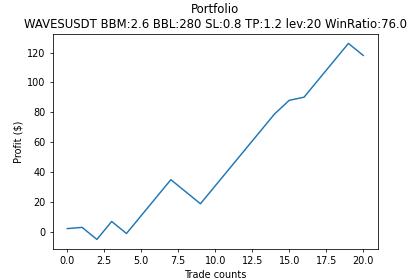 Portfolio
WAVESUSDT BBM:2.6 BBL:280 SL:0.8 TP:1.2 lev:20 WinRatio:76.0
120
100
80
60
40
20
0
Profit ($)
0.0 2.5 5.0 7.5 10.0 12.5 15.0 17.5 20.0
Trade counts